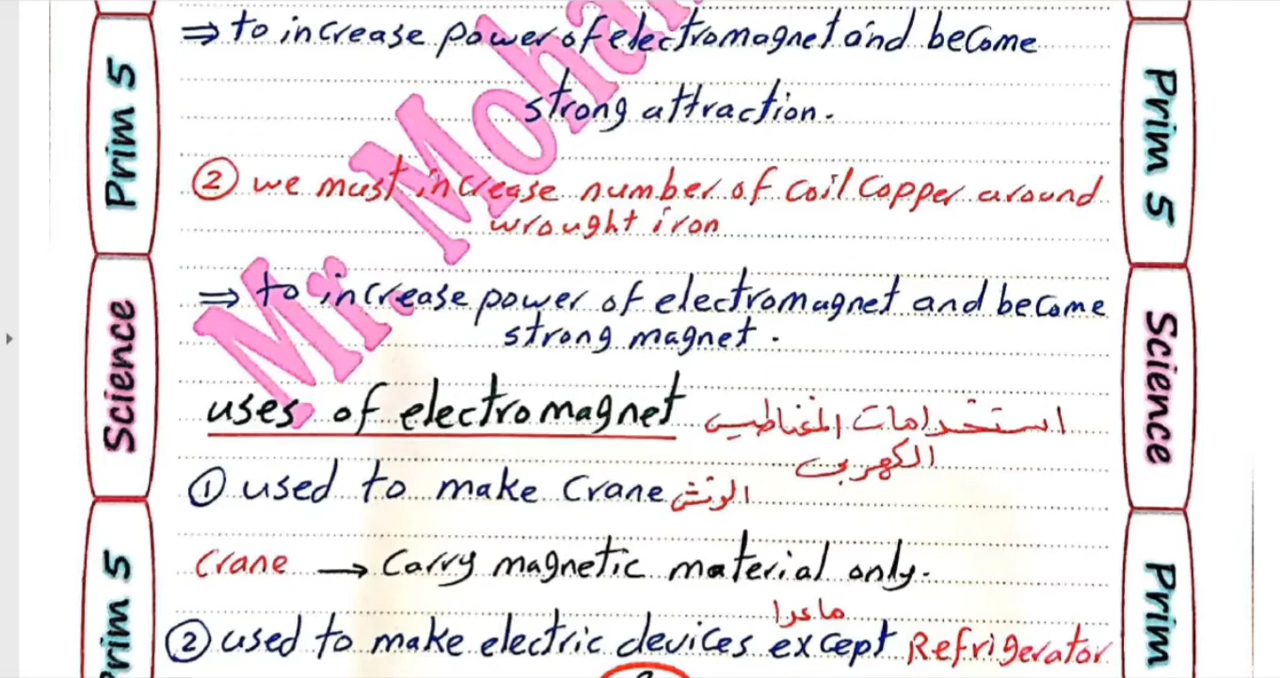 ⇒ to increase power of electromagnet and become
strong attraction.
② we must increase number of coil Copper around
wrought iron
⇒ to increase power of electromagnet and become
strong magnet.
uses of electromagnet استخدامات المغناطيس
الكهربى
① used to make Crane الونش
Crane → Carry magnetic material only.
ماعدا
② used to make electric devices except Refrigerator
Prim 5
Science
Prim 5
Prim 5
Science
Prim
Mr. Moha